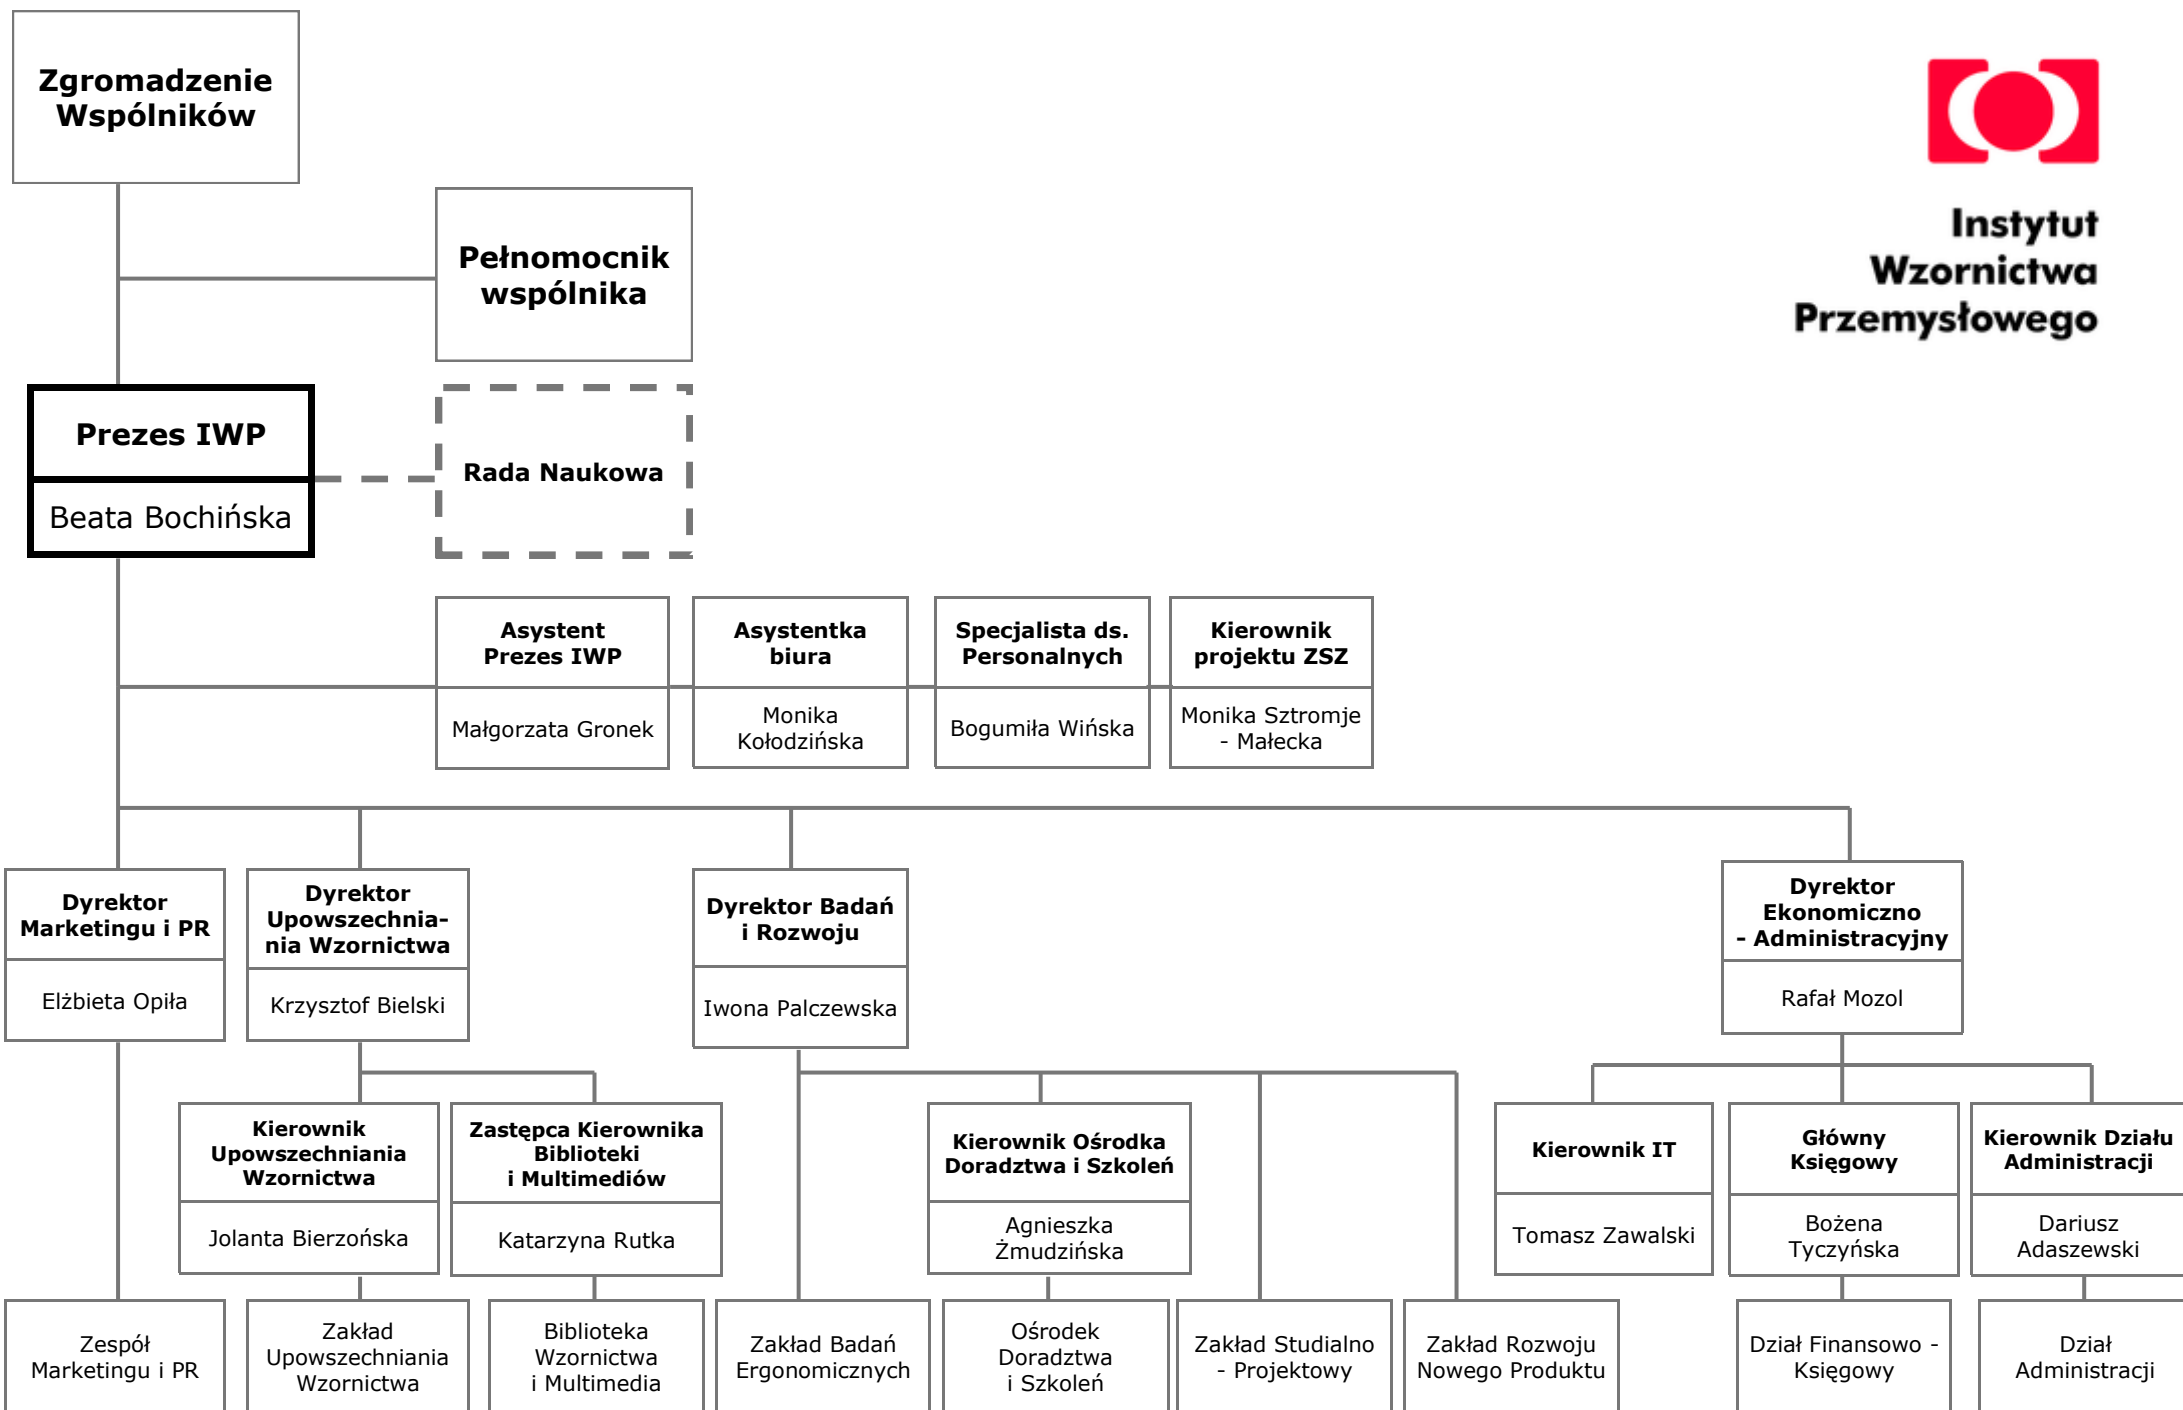 Zgromadzenie
Wspólników
Instytut
Wzornictwa
Przemysłowego
Pełnomocnik
wspólnika
Prezes IWP
Beata Bochińska
Rada Naukowa
Asystent
Prezes IWP
Małgorzata Gronek
Asystentka
biura
Monika
Kołodzińska
Specjalista ds.
Personalnych
Bogumiła Wińska
Kierownik
projektu ZSZ
Monika Sztromje
- Małecka
Dyrektor
Marketingu i PR
Elżbieta Opiła
Dyrektor
Upowszechnia-
nia Wzornictwa
Krzysztof Bielski
Dyrektor Badań
i Rozwoju
Iwona Palczewska
Dyrektor
Ekonomiczno
- Administracyjny
Rafał Mozol
Kierownik
Upowszechniania
Wzornictwa
Jolanta Bierzońska
Zastępca Kierownika
Biblioteki
i Multimediów
Katarzyna Rutka
Kierownik Ośrodka
Doradztwa i Szkoleń
Agnieszka
Żmudzińska
Kierownik IT
Tomasz Zawalski
Główny
Księgowy
Bożena
Tyczyńska
Kierownik Działu
Administracji
Dariusz
Adaszewski
Zespół
Marketingu i PR
Zakład
Upowszechniania
Wzornictwa
Biblioteka
Wzornictwa
i Multimedia
Zakład Badań
Ergonomicznych
Ośrodek
Doradztwa
i Szkoleń
Zakład Studialno
- Projektowy
Zakład Rozwoju
Nowego Produktu
Dział Finansowo -
Księgowy
Dział
Administracji